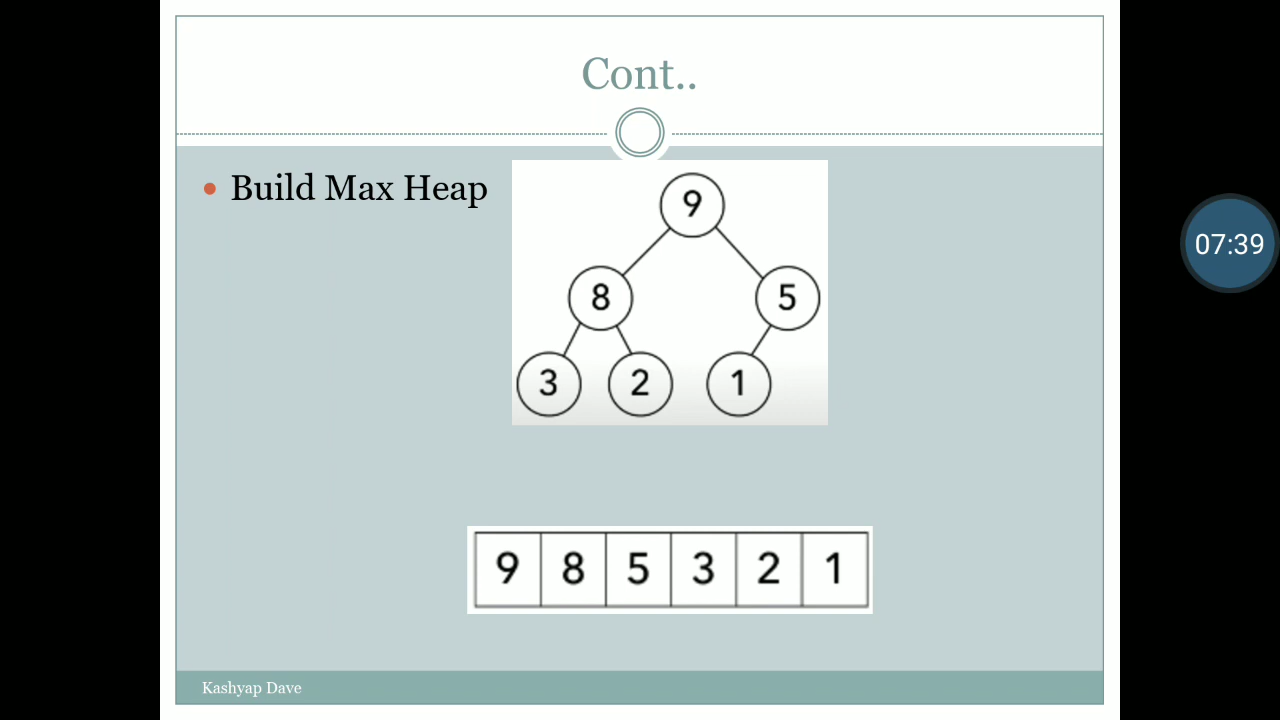 Cont..
Build Max Heap
9
8 5
3 2 1
9 8 5 3 2 1
07:39
Kashyap Dave